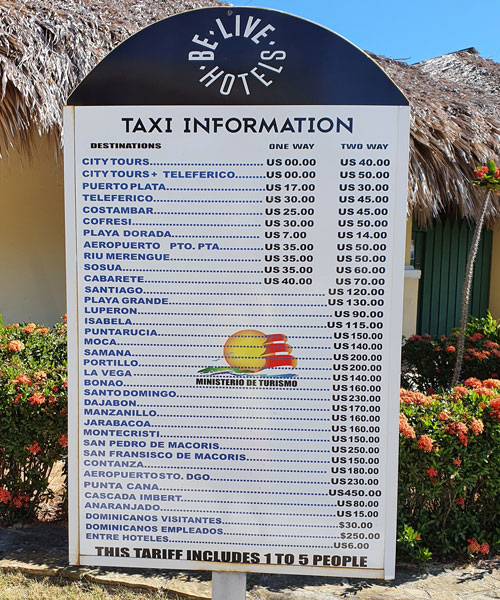 BE·LIVE·HOTELS·
TAXI INFORMATION
DESTINATIONS ONE WAY TWO WAY
CITY TOURS US 00.00 US 40.00
CITY TOURS + TELEFERICO US 00.00 US 50.00
PUERTO PLATA US 17.00 US 30.00
TELEFERICO US 30.00 US 45.00
COSTAMBAR US 25.00 US 45.00
COFRESI US 30.00 US 50.00
PLAYA DORADA US 7.00 US 14.00
AEROPUERTO PTO. PTA. US 35.00 US 50.00
RIU MERENGUE US 35.00 US 50.00
SOSUA US 35.00 US 60.00
CABARETE US 40.00 US 70.00
SANTIAGO US 120.00
PLAYA GRANDE US 130.00
LUPERON US 90.00
ISABELA US 115.00
PUNTARUCIA US 150.00
MOCA US 140.00
SAMANA US 200.00
PORTILLO US 200.00
LA VEGA US 140.00
BONAO US 160.00
SANTO DOMINGO US 230.00
DAJABON US 170.00
MANZANILLO US 160.00
JARABACOA US 160.00
MONTECRISTI US 150.00
SAN PEDRO DE MACORIS US 250.00
SAN FRANSISCO DE MACORIS US 150.00
CONTANZA US 180.00
AEROPUERTO STO. DGO US 230.00
PUNTA CANA US450.00
CASCADA IMBERT US 80.00
ANARANJADO US 15.00
DOMINICANOS VISITANTES $30.00
DOMINICANOS EMPLEADOS $250.00
ENTRE HOTELES US6.00
MINISTERIO DE TURISMO
THIS TARIFF INCLUDES 1 TO 5 PEOPLE